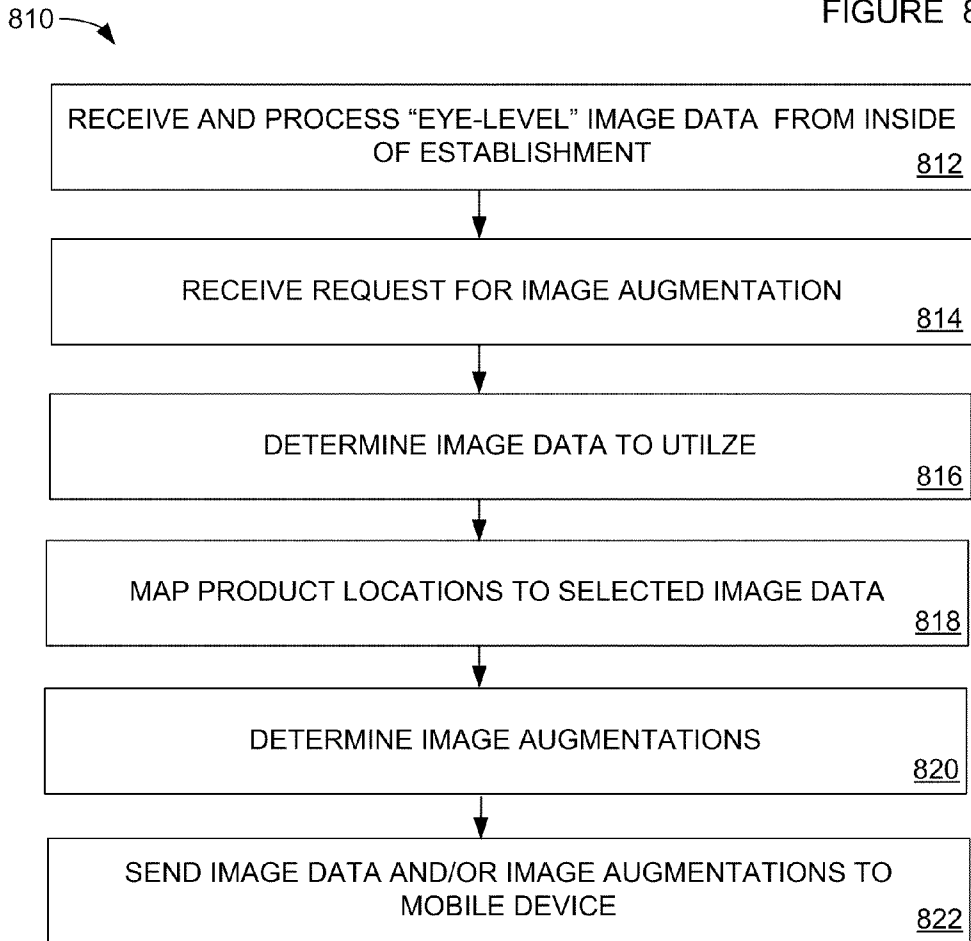 810
FIGURE 8
RECEIVE AND PROCESS “EYE-LEVEL” IMAGE DATA FROM INSIDE
OF ESTABLISHMENT
812
RECEIVE REQUEST FOR IMAGE AUGMENTATION
814
DETERMINE IMAGE DATA TO UTILZE
816
MAP PRODUCT LOCATIONS TO SELECTED IMAGE DATA
818
DETERMINE IMAGE AUGMENTATIONS
820
SEND IMAGE DATA AND/OR IMAGE AUGMENTATIONS TO
MOBILE DEVICE
822